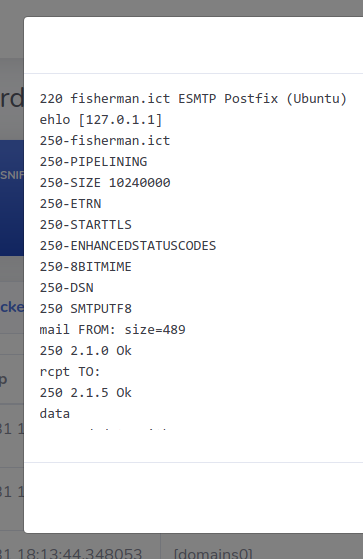 220 fisherman.ict ESMTP Postfix (Ubuntu)
ehlo [127.0.1.1]
250-fisherman.ict
250-PIPELINING
250-SIZE 10240000
250-ETRN
250-STARTTLS
250-ENHANCEDSTATUSCODES
250-8BITMIME
250-DSN
250 SMTPUTF8
mail FROM: size=489
250 2.1.0 Ok
rcpt TO:
250 2.1.5 Ok
data
rd
SNIF
cke
p
31 1
31 1
31 18:13:44.348053 [domains0]